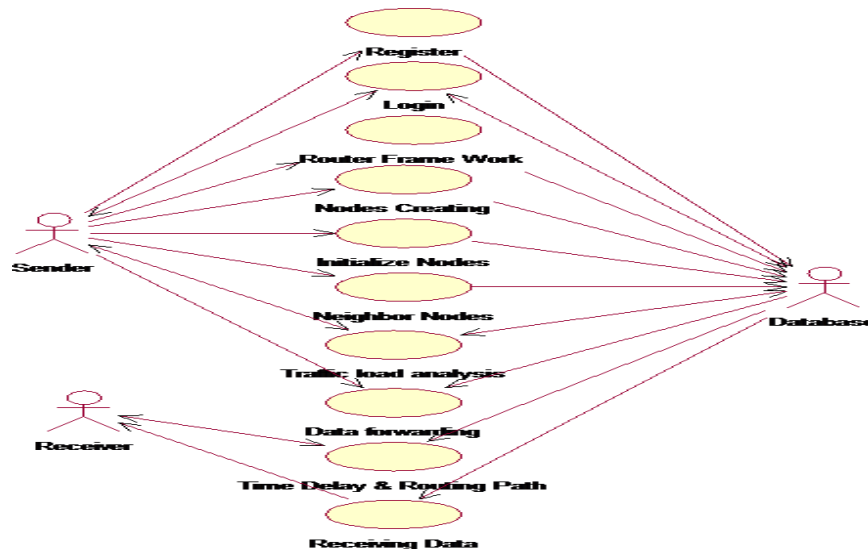 Register
Login
Router Frame Work
Nodes Creating
Sender
Initialize Nodes
Neighbor Nodes
Database
Traffic load analysis
Data forwarding
Receiver
Time Delay & Routing Path
Receiving Data